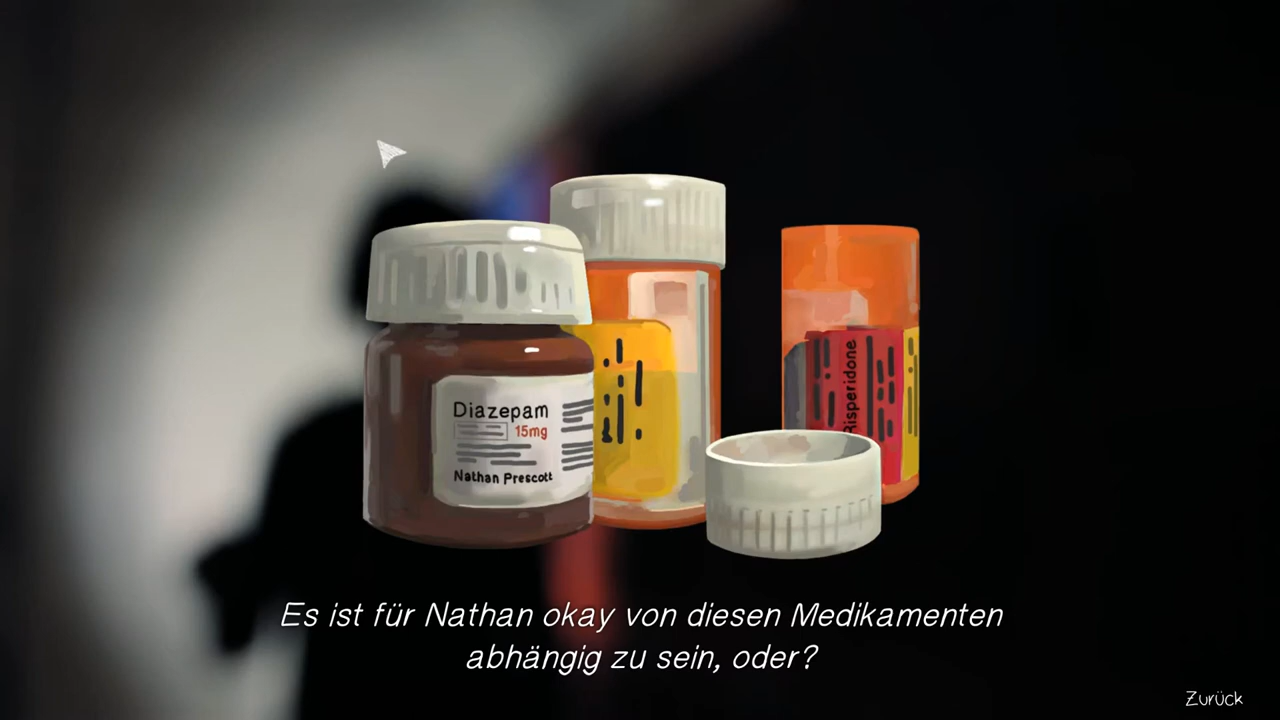 Diazepam
15mg
Nathan Prescott
Risperidone
Es ist für Nathan okay von diesen Medikamenten
abhängig zu sein, oder?
Zurück